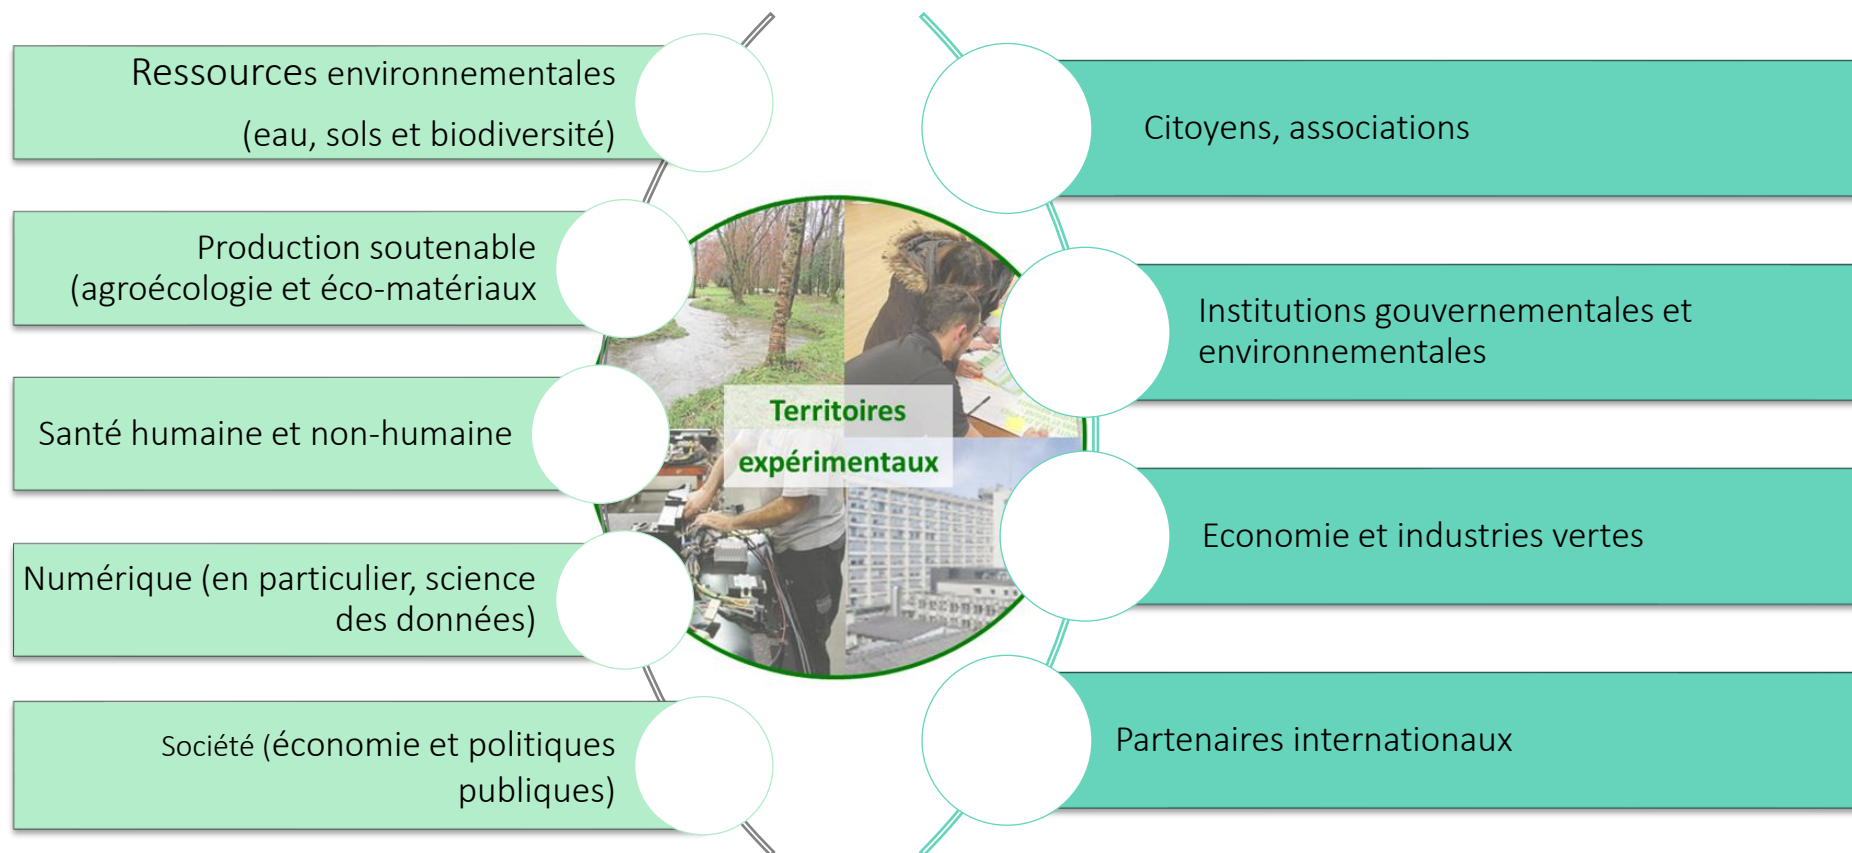 Ressources environnementales
(eau, sols et biodiversité)
Production soutenable
(agroécologie et éco-matériaux
Santé humaine et non-humaine
Numérique (en particulier, science
des données)
Société (économie et politiques
publiques)
Territoires
expérimentaux
Citoyens, associations
Institutions gouvernementales et
environnementales
Economie et industries vertes
Partenaires internationaux